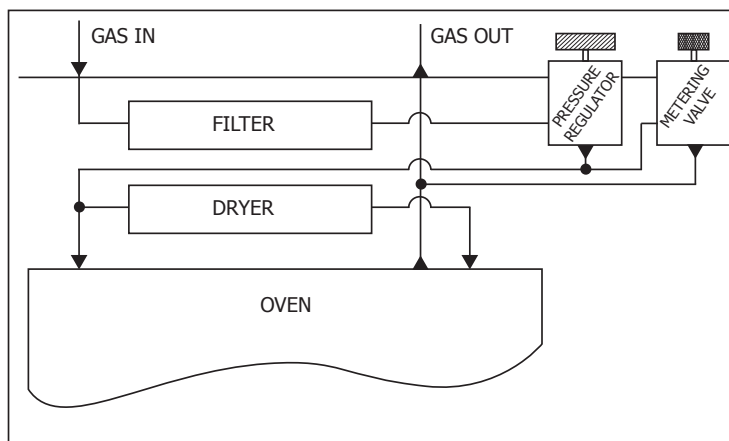 GAS IN
GAS OUT
PRESSURE
REGULATOR
METERING
VALVE
FILTER
DRYER
OVEN